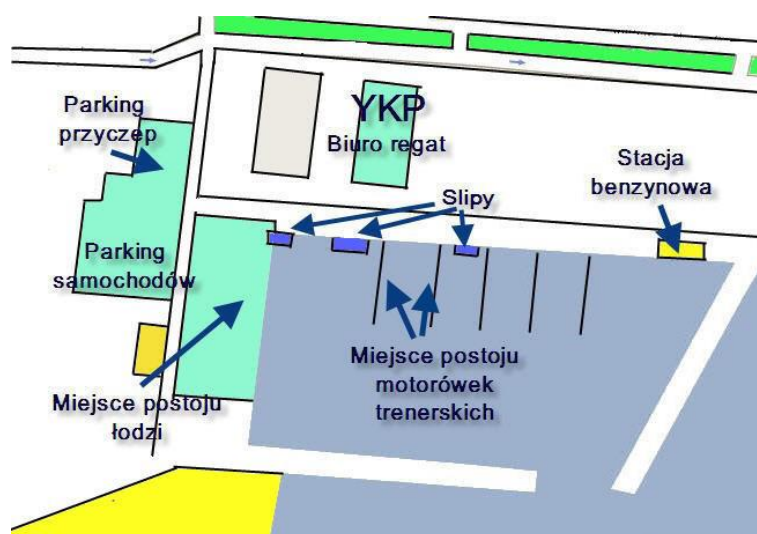 Parking
przyczep
YKP
Biuro regat
Stacja
benzynowa
Slipy
Parking
samochodów
Miejsce postoju
motorówek
trenerskich
Miejsce postoju
łodzi